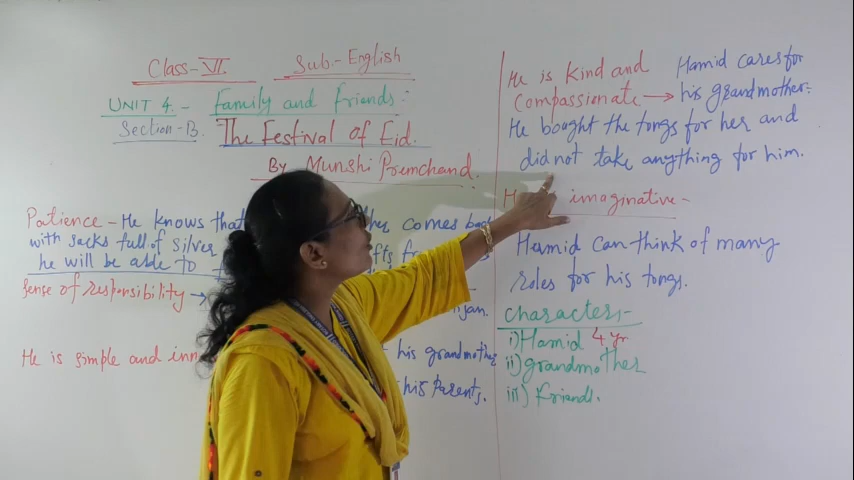 Class-VI Sub:- English
UNIT 4 - Family and friends:-
Section-B. The Festival of Eid.
By Munshi Premchand.
Patience - He knows that comes back
with sacks full of silver
he will be able to
sense of responsibility →
He is simple and his grandmother
his Parents.
He is kind and
Compassionate → Hamid cares for
his grandmother:
He bought the tongs for her and
did not take anything for him.
imaginative -
Hamid can think of many
roles for his tongs.
Characters:-
i) Hamid 4 yr
ii) grandmother
iii) friends.